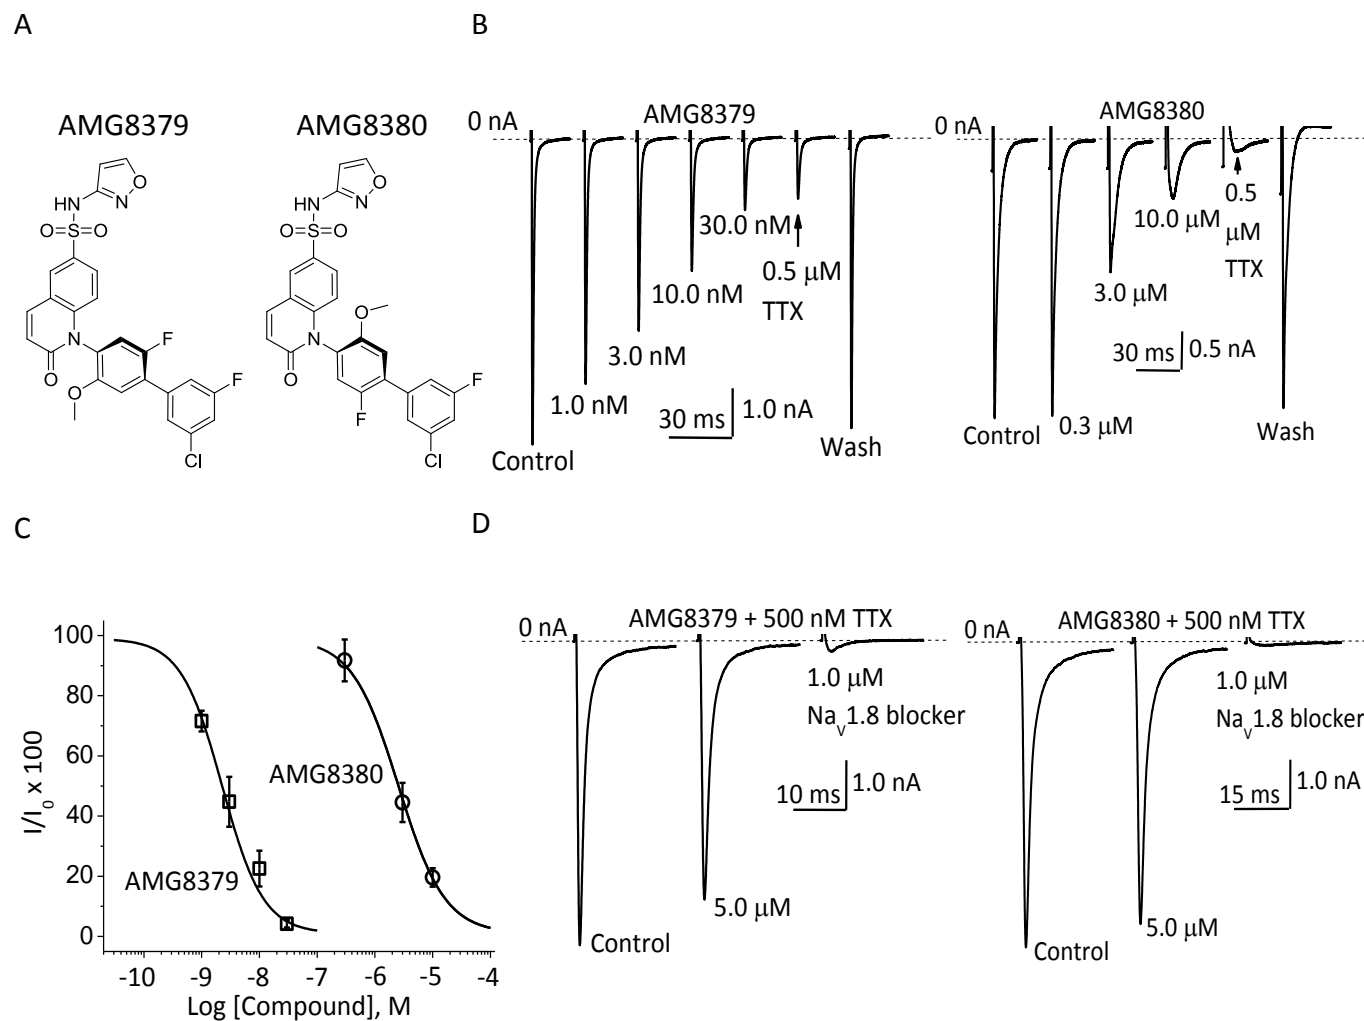 A
AMG8379
AMG8380
HN
O
N
O=S=O
HN
O
N
O=S=O
N
F
O
O
F
Cl
O
N
O
F
F
Cl
B
0 nA
AMG8379
30.0 nM
10.0 nM
0.5 μM
TTX
3.0 nM
1.0 nM
30 ms
1.0 nA
Control
Wash
0 nA
AMG8380
10.0 μM
0.5
μM
TTX
3.0 μM
30 ms
0.5 nA
0.3 μM
Control
Wash
C
I/I0 x 100
100
80
60
40
20
0
AMG8380
AMG8379
-10 -9 -8 -7 -6 -5 -4
Log [Compound], M
D
AMG8379 + 500 nM TTX
0 nA
1.0 μM
NaV1.8 blocker
10 ms
1.0 nA
5.0 μM
Control
AMG8380 + 500 nM TTX
0 nA
1.0 μM
NaV1.8 blocker
15 ms
1.0 nA
5.0 μM
Control